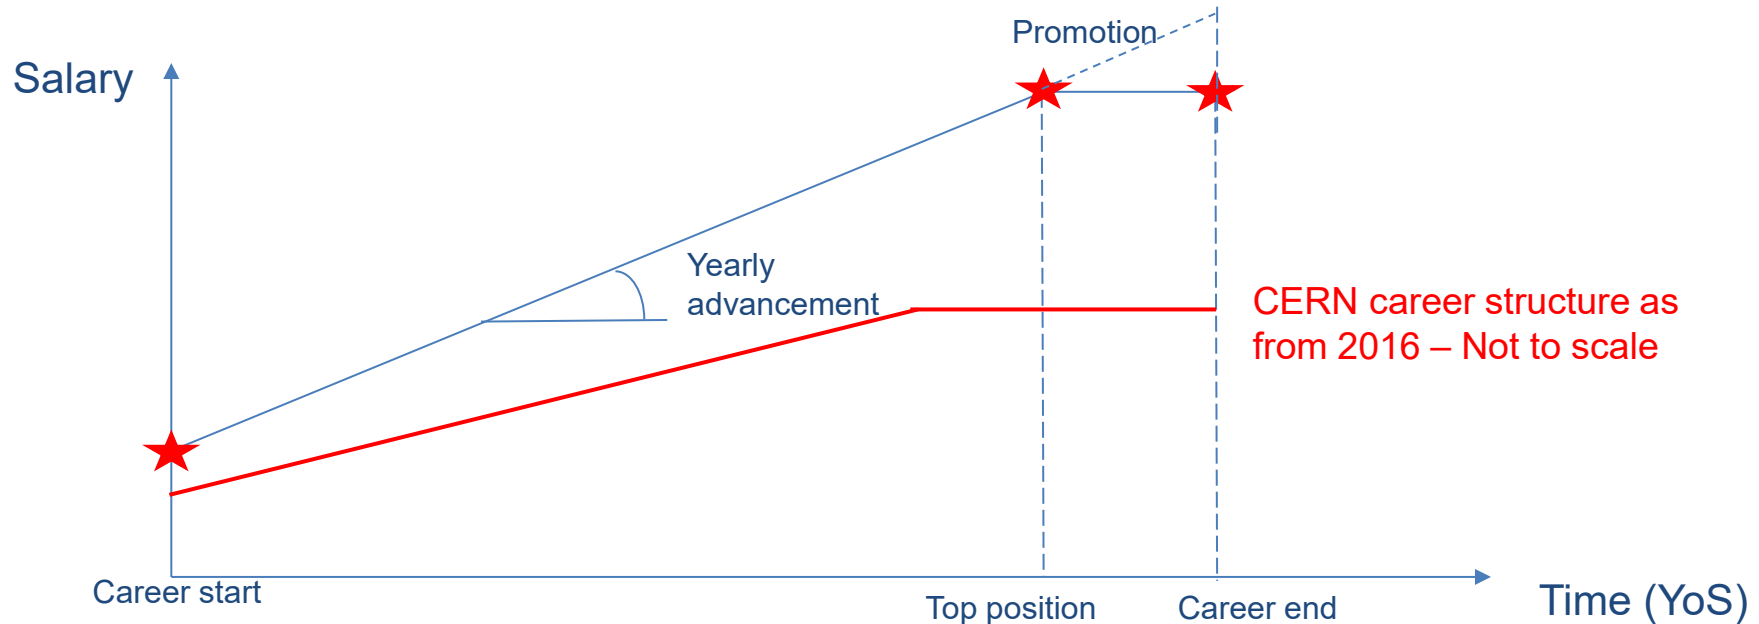 Promotion
Salary
Yearly
advancement
CERN career structure as
from 2016 – Not to scale
Career start
Top position
Career end
Time (YoS)